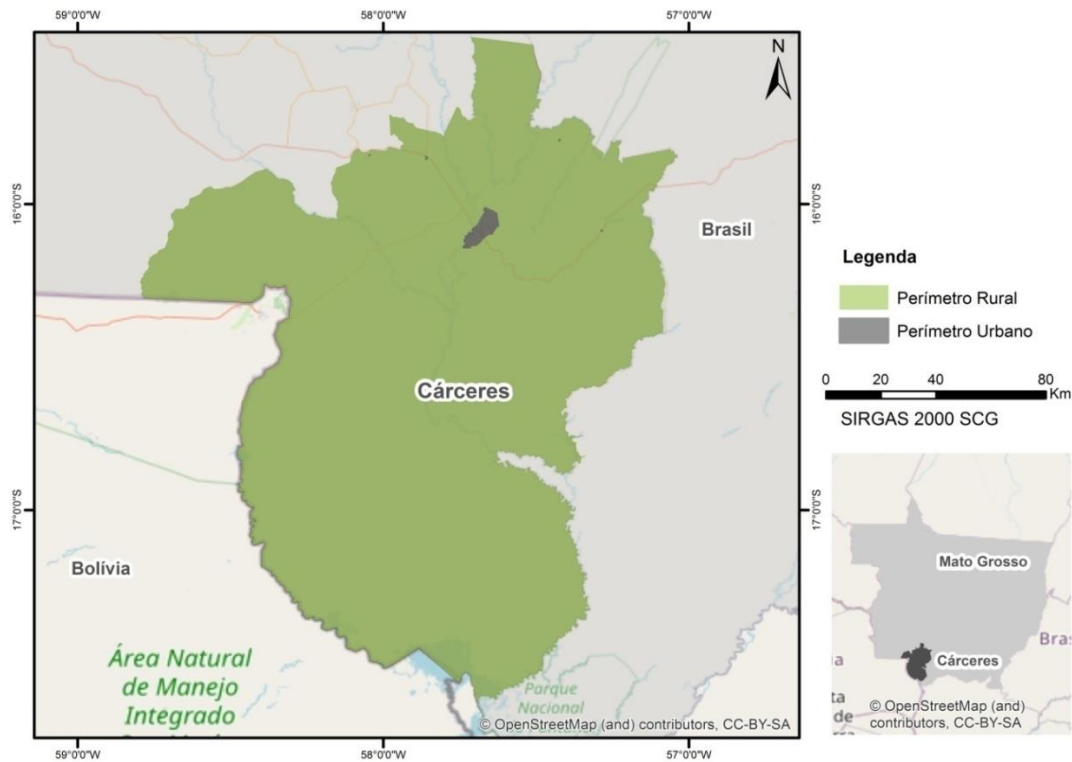 59°0'0"W 58°0'0"W 57°0'0"W
N
16°0'0"S 16°0'0"S
Brasil
Cárceres
17°0'0"S 17°0'0"S
Bolívia
Área Natural
de Manejo
Integrado
Parque
Nacional
© OpenStreetMap (and) contributors, CC-BY-SA
59°0'0"W 58°0'0"W 57°0'0"W
Legenda
Perímetro Rural
Perímetro Urbano
0 20 40 80
Km
SIRGAS 2000 SCG
Mato Grosso
Bras
Cárceres
a
ta
de
© OpenStreetMap (and)
contributors, CC-BY-SA